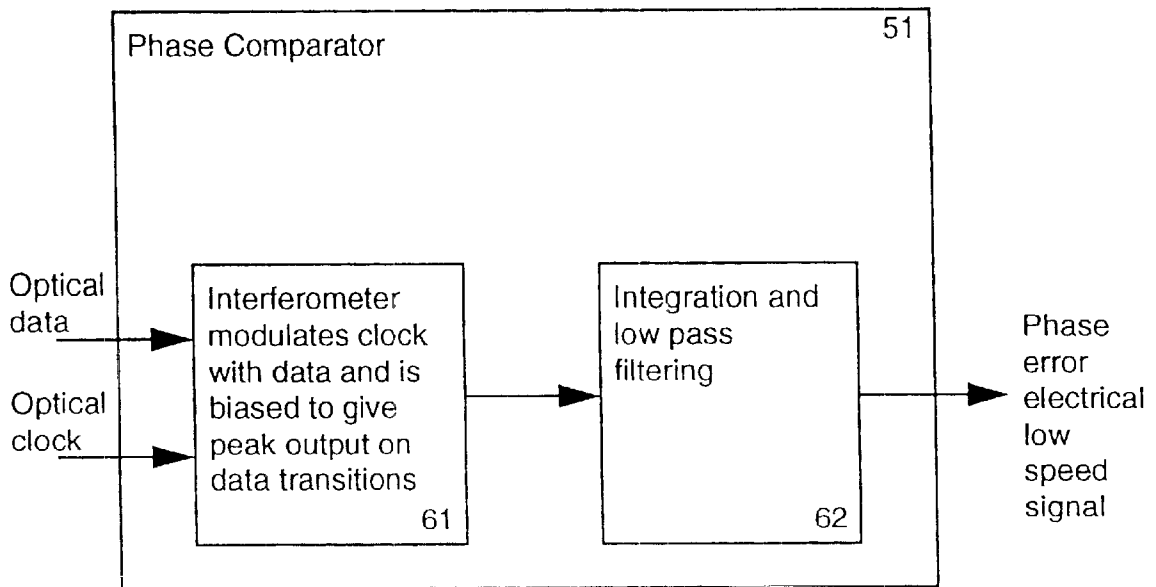 Phase Comparator
51
Optical
data
Optical
clock
Interferometer
modulates clock
with data and is
biased to give
peak output on
data transitions
61
Integration and
low pass
filtering
62
Phase
error
electrical
low
speed
signal